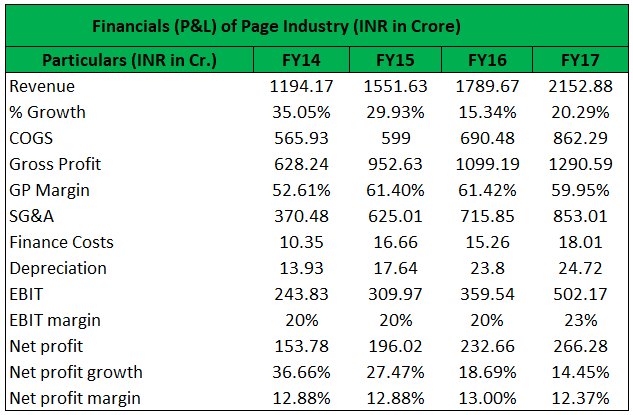 Financials (P&L) of Page Industry (INR in Crore)
Particulars (INR in Cr.) FY14 FY15 FY16 FY17
Revenue 1194.17 1551.63 1789.67 2152.88
% Growth 35.05% 29.93% 15.34% 20.29%
COGS 565.93 599 690.48 862.29
Gross Profit 628.24 952.63 1099.19 1290.59
GP Margin 52.61% 61.40% 61.42% 59.95%
SG&A 370.48 625.01 715.85 853.01
Finance Costs 10.35 16.66 15.26 18.01
Depreciation 13.93 17.64 23.8 24.72
EBIT 243.83 309.97 359.54 502.17
EBIT margin 20% 20% 20% 23%
Net profit 153.78 196.02 232.66 266.28
Net profit growth 36.66% 27.47% 18.69% 14.45%
Net profit margin 12.88% 12.88% 13.00% 12.37%